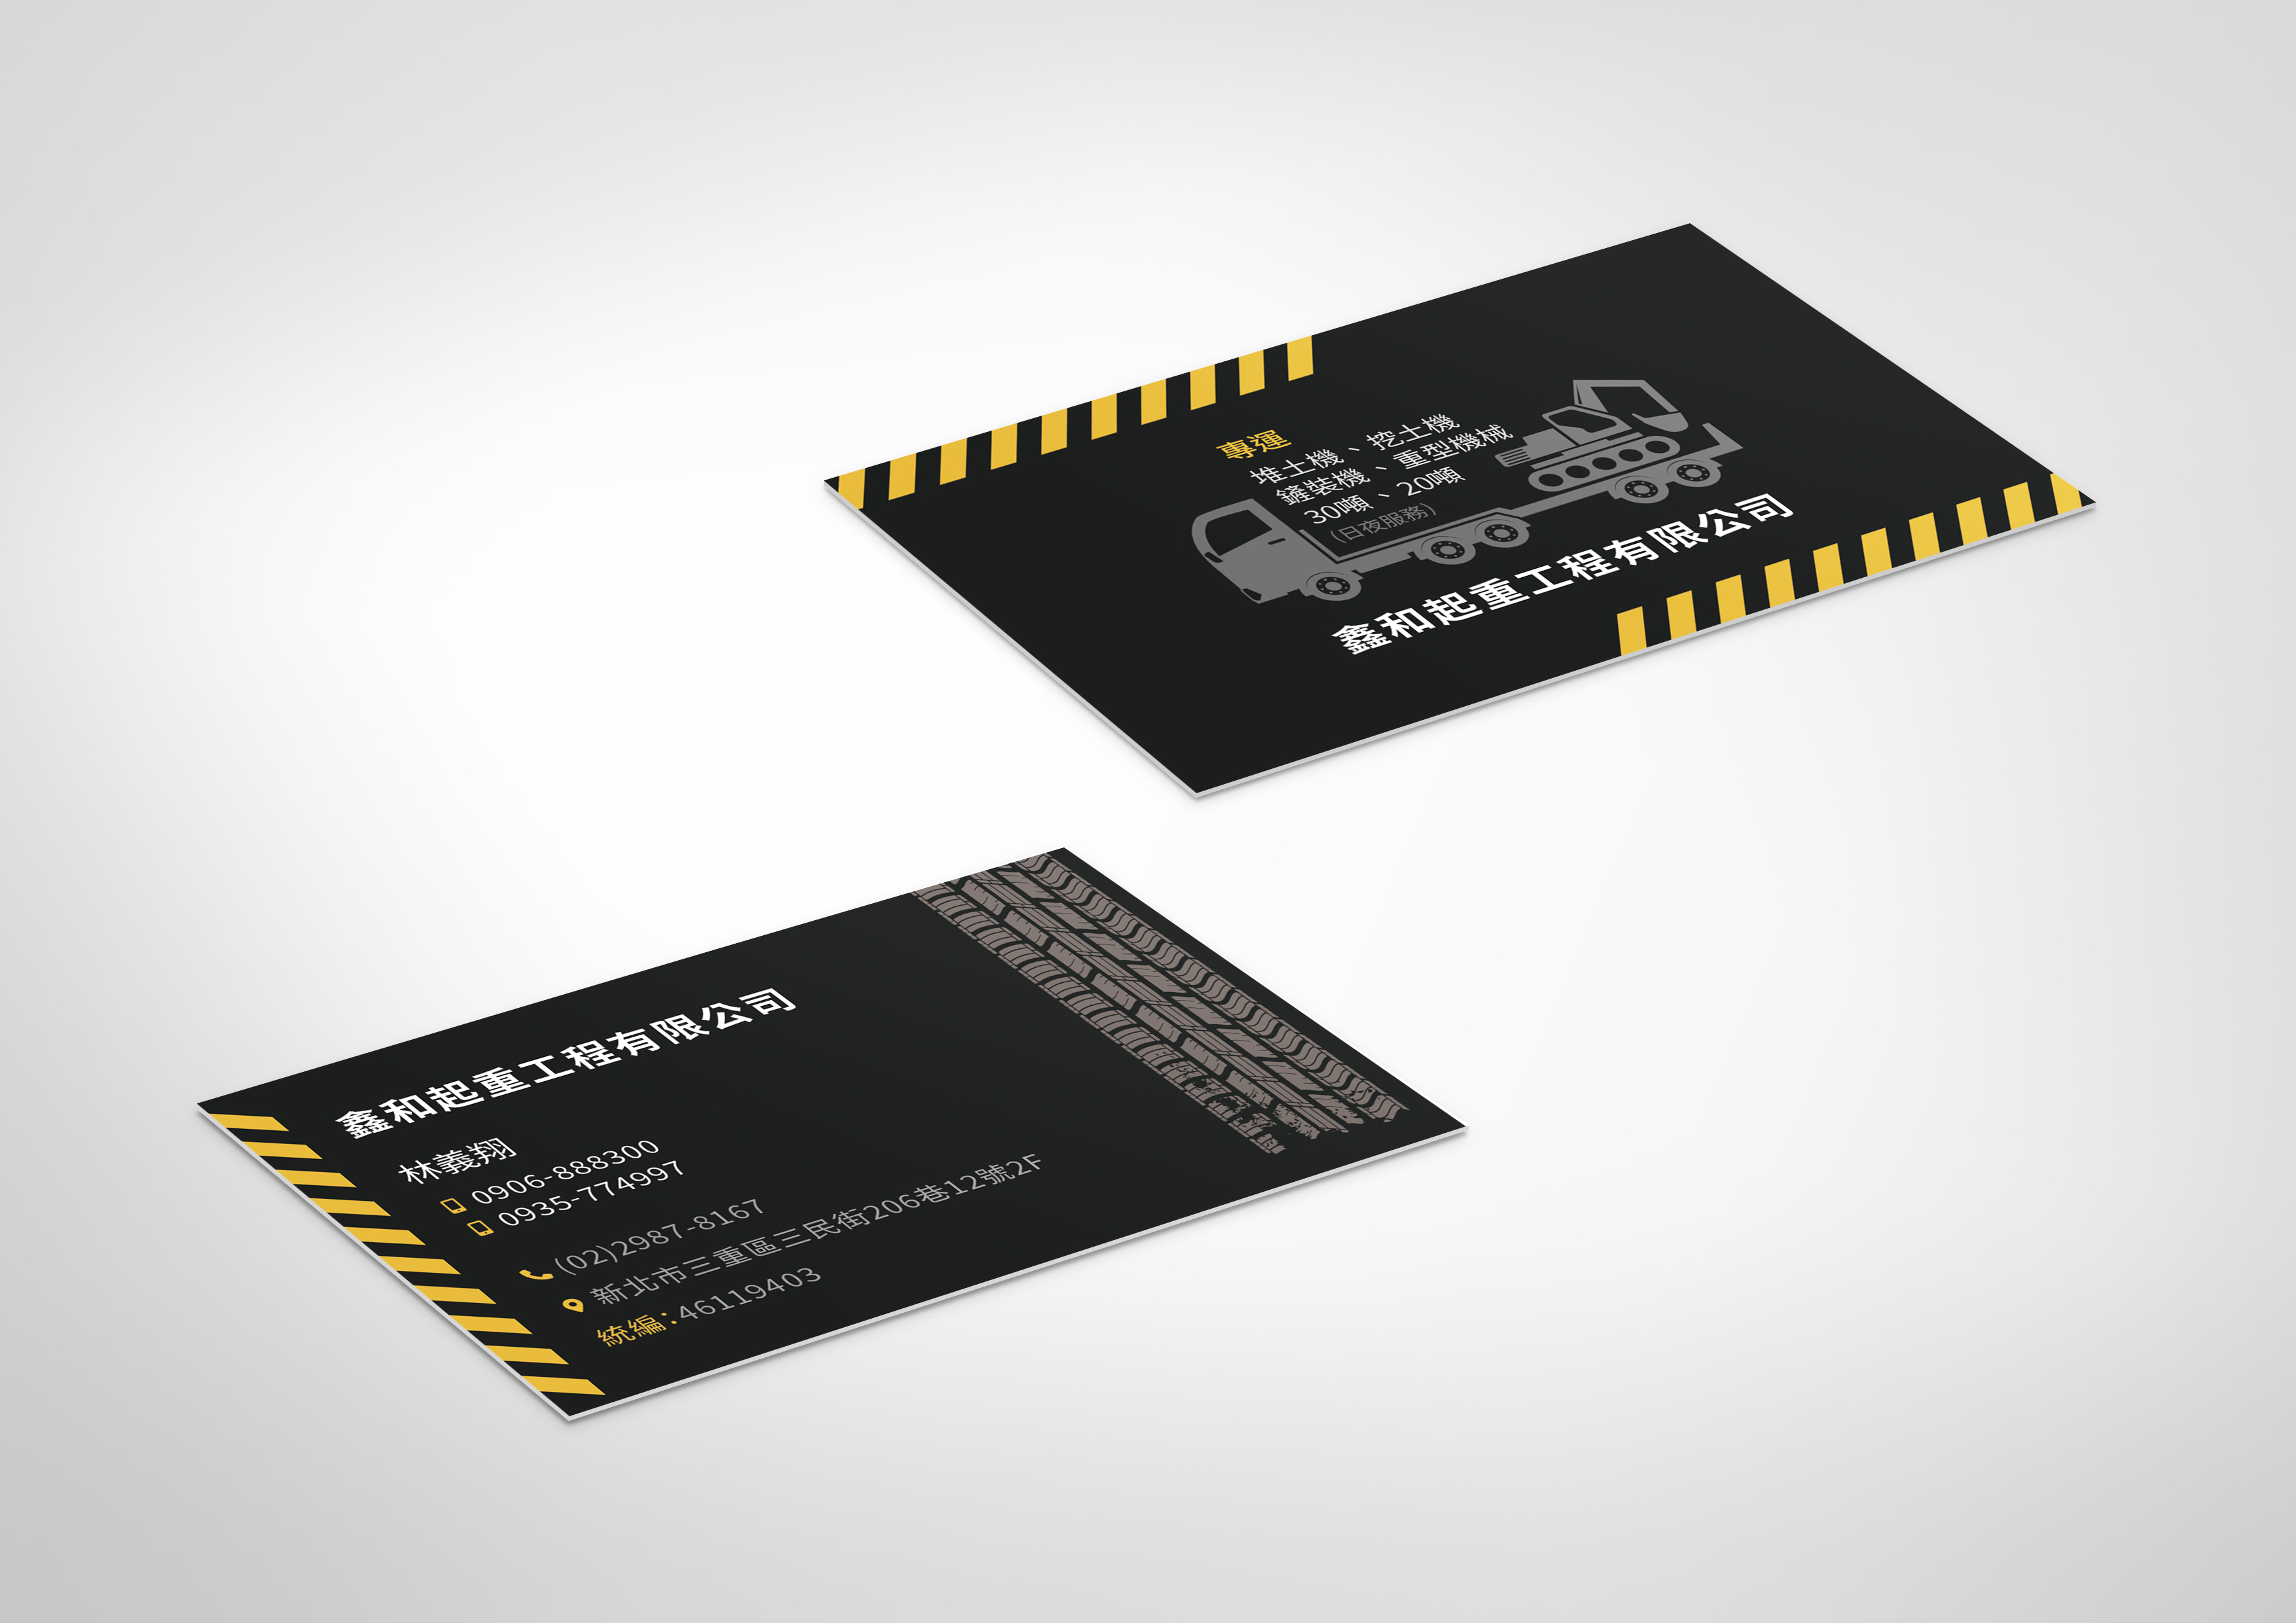 專運
堆土機、挖土機
鏟裝機、重型機械
30噸、20噸
(日夜服務)
鑫和起重工程有限公司
鑫和起重工程有限公司
林義翔
0906-888300
0935-774997
(02)2987-8167
新北市三重區三民街206巷12號2F
統編:46119403